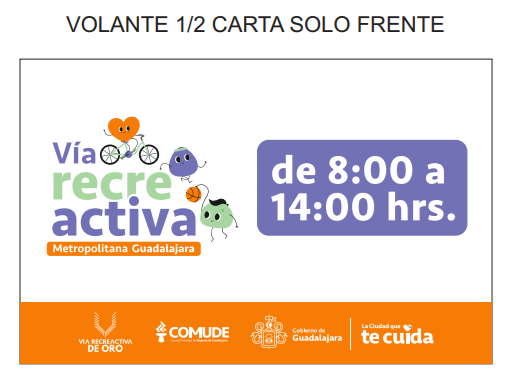 VOLANTE 1/2 CARTA SOLO FRENTE
Vía
recre
activa
Metropolitana Guadalajara
de 8:00 a
14:00 hrs.
VIA RECREACTIVA
DE ORO
COMUDE
Gobierno de
Guadalajara
La Ciudad que
te cuida